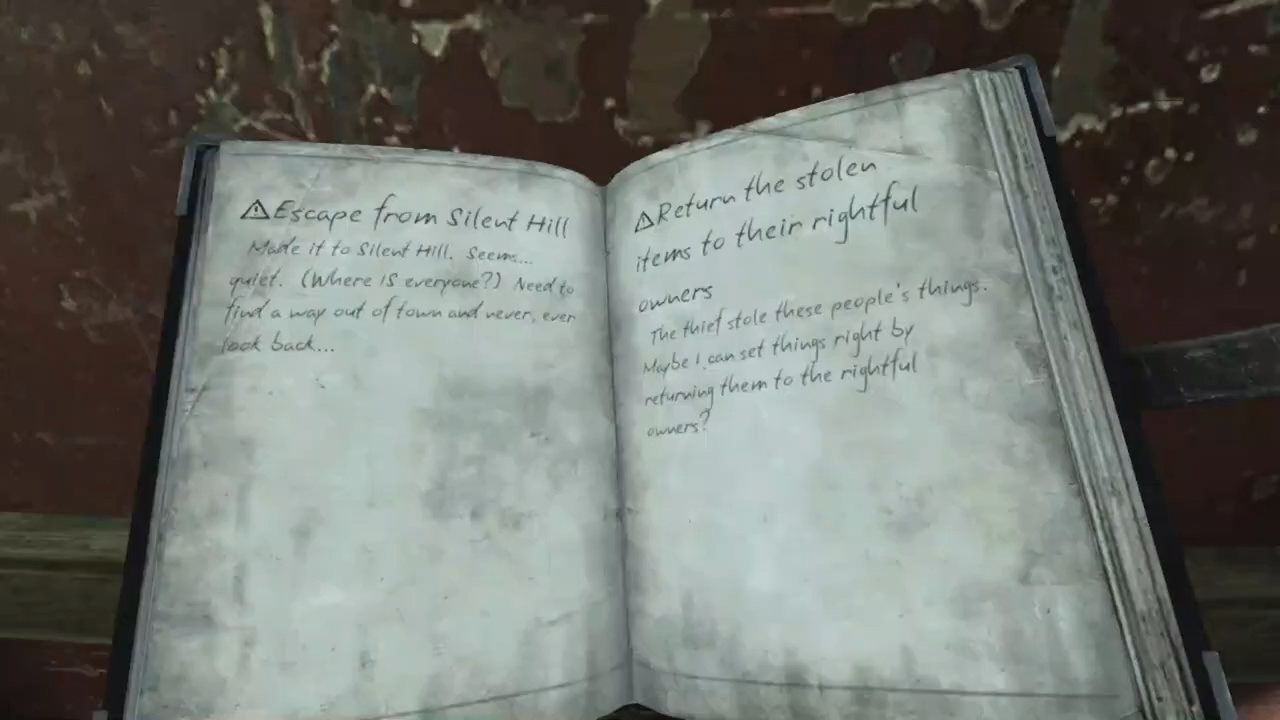 Escape from Silent Hill
Made it to Silent Hill. Seems...
quiet. (Where IS everyone?) Need to
find a way out of town and never, ever
look back...
Return the stolen
items to their rightful
owners
The thief stole these people's things.
Maybe I can set things right by
returning them to the rightful
owners?